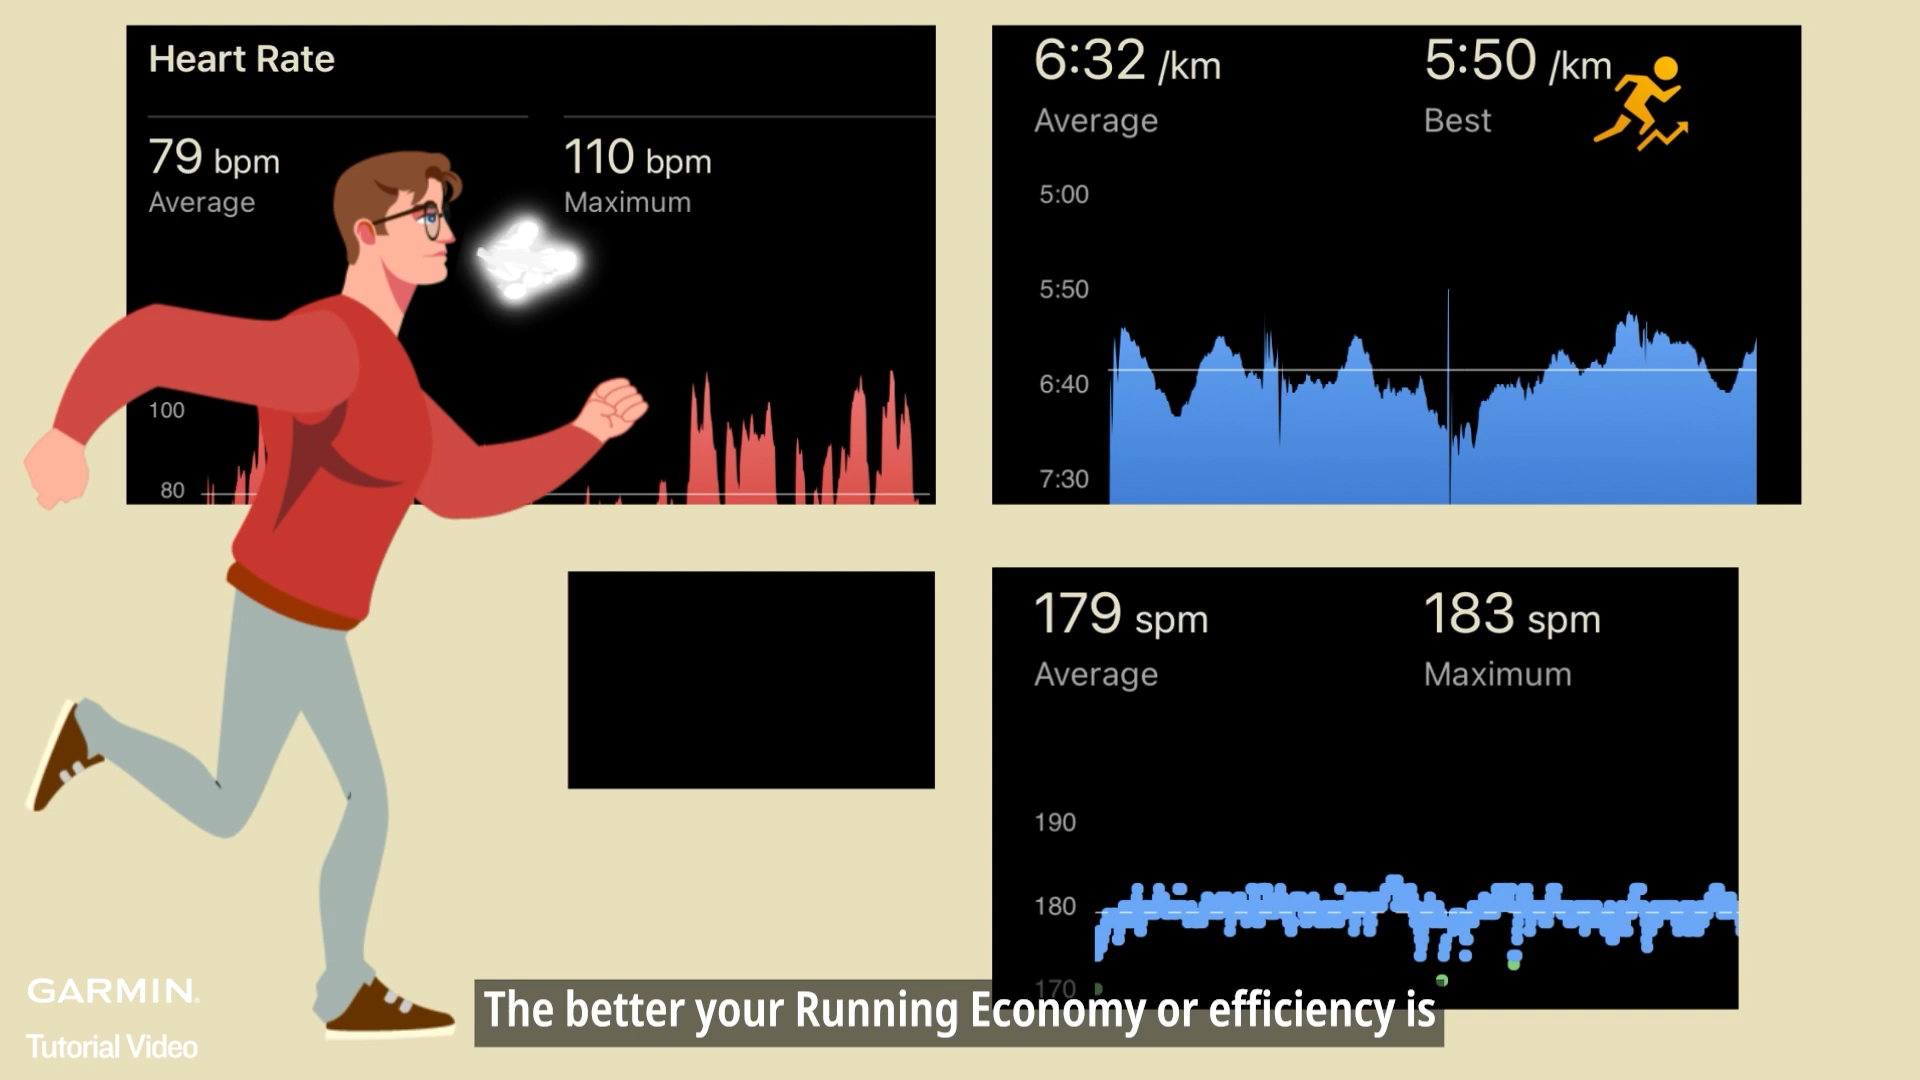 Heart Rate
79 bpm
Average
110 bpm
Maximum
100
80
6:32 /km
Average
5:50 /km
Best
5:00
5:50
6:40
7:30
179 spm
Average
183 spm
Maximum
190
180
170
The better your Running Economy or efficiency is
GARMIN.
Tutorial Video